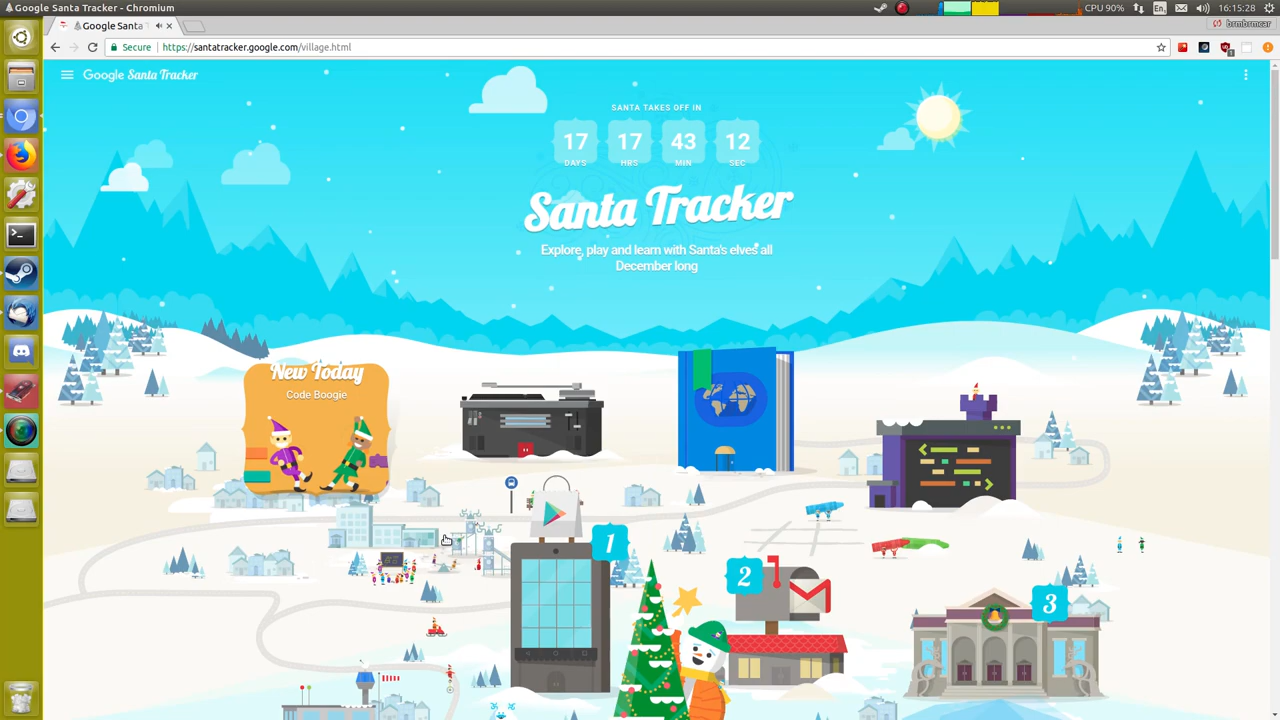 Google Santa Tracker - Chromium
CPU 90%
En
16:15:28
Google Santa T
brmbrmcar
Secure
https://santatracker.google.com/village.html
Google Santa Tracker
SANTA TAKES OFF IN
17 17 43 12
DAYS HRS MIN SEC
Santa Tracker
Explore, play and learn with Santa's elves all
December long
New Today
Code Boogie
1
2
3